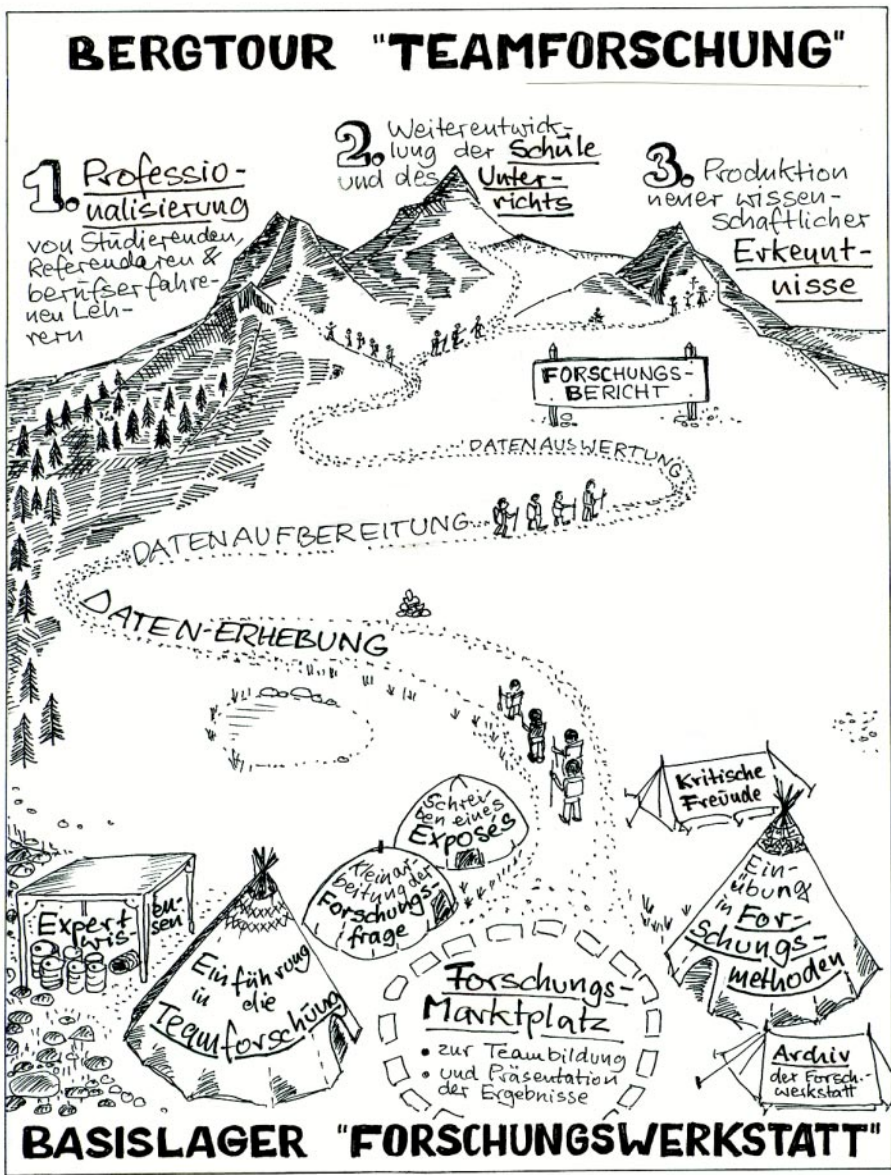 BERGTOUR "TEAMFORSCHUNG"
1. Professio-
nalisierung
von Studierenden,
Referendaren &
berufserfahre-
nen Leh-
rern
2. Weiterentwick-
lung der Schule
und des Unter-
richts
3. Produktion
neuer wissen-
schaftlicher
Erkennt-
nisse
FORSCHUNGS-
BERICHT
DATENAUSWERTUNG
DATENAUFBEREITUNG
DATEN-ERHEBUNG
Kritische
Freunde
Schrei-
ben eines
Exposés
Kleinar-
beitung der
Forschungs-
frage
Ein-
übung
in For-
schungs-
methoden
Expert
wis
en-
sen
Einführung
in die
Teamforschung
Forschungs-
Marktplatz
• zur Teambildung
• und Präsentation
der Ergebnisse
Archiv
der Forsch.-
werkstatt
BASISLAGER "FORSCHUNGSWERKSTATT"